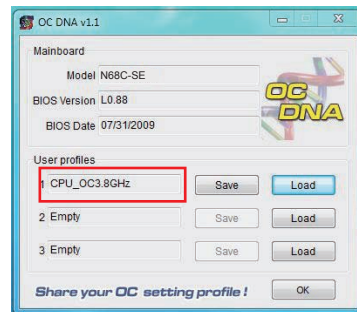 OC DNA v1.1
Mainboard
Model N68C-SE
BIOS Version L0.88
BIOS Date 07/31/2009
OC
DNA
User profiles
1 CPU_OC3.8GHz Save Load
2 Empty Save Load
3 Empty Save Load
Share your OC setting profile ! OK